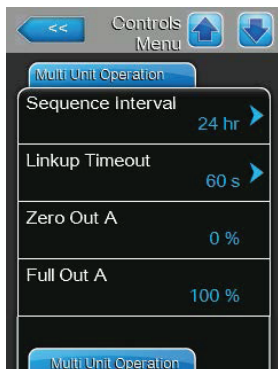 << Controls
Menu
Multi Unit Operation
Sequence Interval
24 hr
Linkup Timeout
60 s
Zero Out A
0 %
Full Out A
100 %
Multi Unit Operation